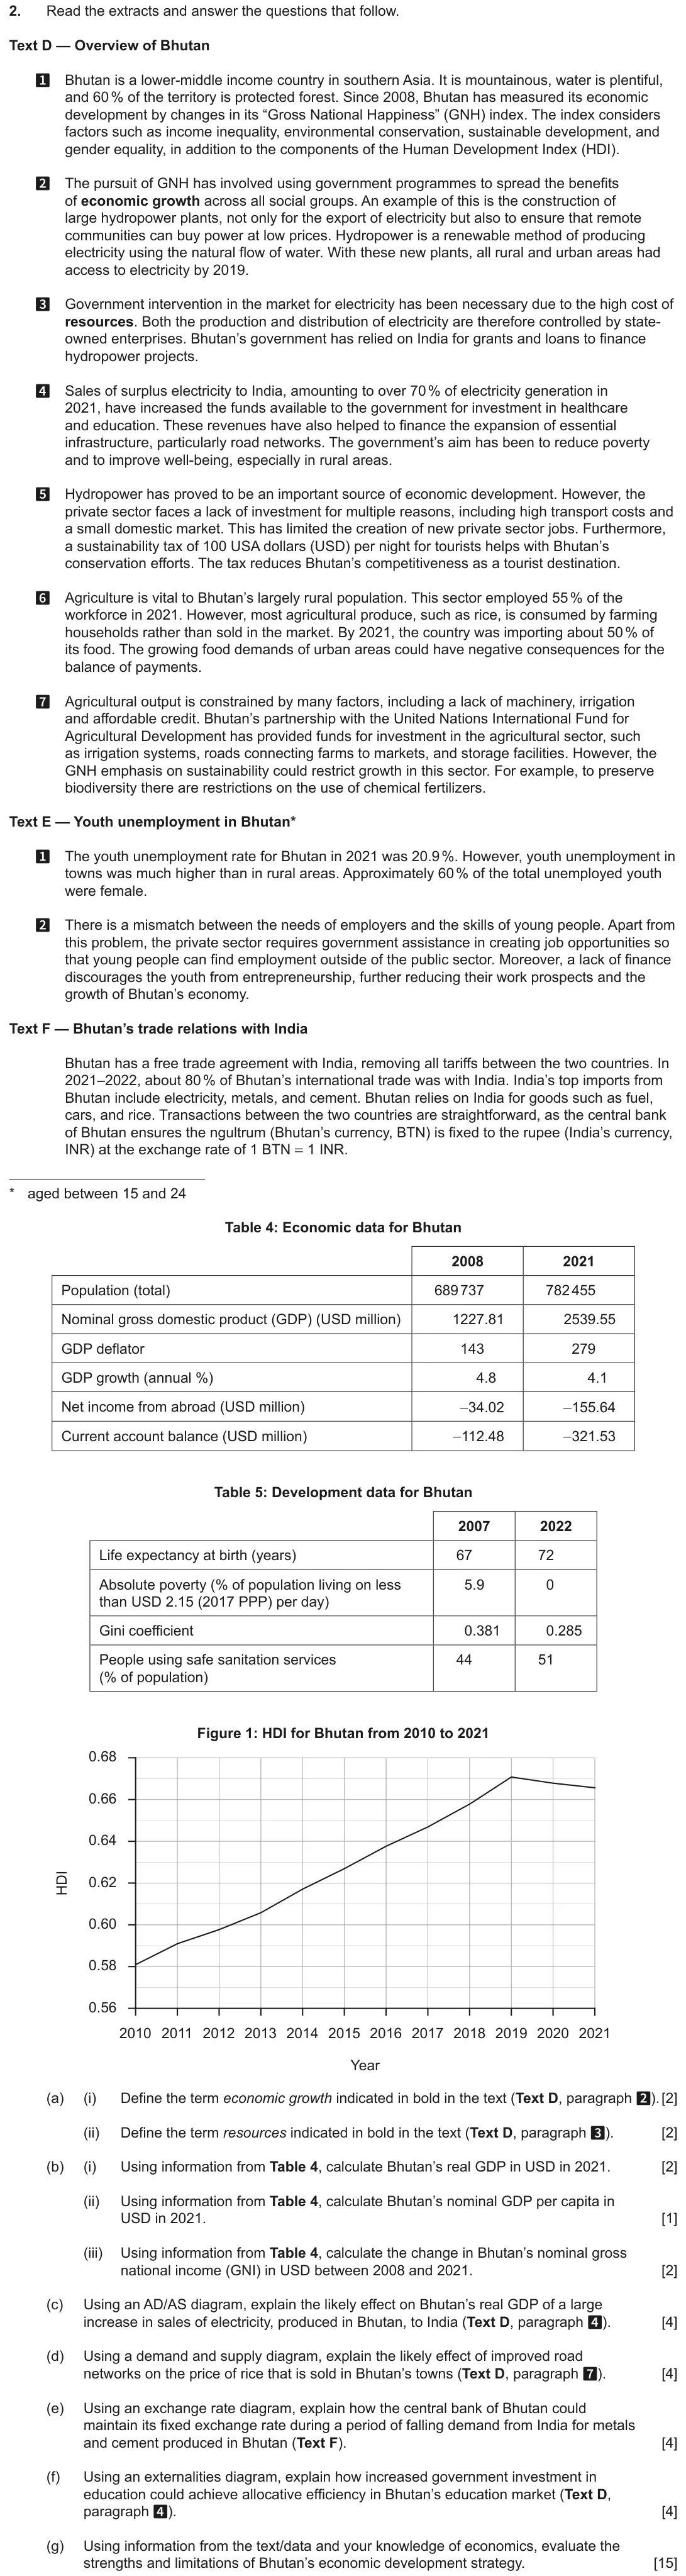 2. Read the extracts and answer the questions that follow.
Text D — Overview of Bhutan
1 Bhutan is a lower-middle income country in southern Asia. It is mountainous, water is plentiful,
and 60 % of the territory is protected forest. Since 2008, Bhutan has measured its economic
development by changes in its “Gross National Happiness” (GNH) index. The index considers
factors such as income inequality, environmental conservation, sustainable development, and
gender equality, in addition to the components of the Human Development Index (HDI).
2 The pursuit of GNH has involved using government programmes to spread the benefits
of economic growth across all social groups. An example of this is the construction of
large hydropower plants, not only for the export of electricity but also to ensure that remote
communities can buy power at low prices. Hydropower is a renewable method of producing
electricity using the natural flow of water. With these new plants, all rural and urban areas had
access to electricity by 2019.
3 Government intervention in the market for electricity has been necessary due to the high cost of
resources. Both the production and distribution of electricity are therefore controlled by state-
owned enterprises. Bhutan’s government has relied on India for grants and loans to finance
hydropower projects.
4 Sales of surplus electricity to India, amounting to over 70 % of electricity generation in
2021, have increased the funds available to the government for investment in healthcare
and education. These revenues have also helped to finance the expansion of essential
infrastructure, particularly road networks. The government’s aim has been to reduce poverty
and to improve well-being, especially in rural areas.
5 Hydropower has proved to be an important source of economic development. However, the
private sector faces a lack of investment for multiple reasons, including high transport costs and
a small domestic market. This has limited the creation of new private sector jobs. Furthermore,
a sustainability tax of 100 USA dollars (USD) per night for tourists helps with Bhutan’s
conservation efforts. The tax reduces Bhutan’s competitiveness as a tourist destination.
6 Agriculture is vital to Bhutan’s largely rural population. This sector employed 55 % of the
workforce in 2021. However, most agricultural produce, such as rice, is consumed by farming
households rather than sold in the market. By 2021, the country was importing about 50 % of
its food. The growing food demands of urban areas could have negative consequences for the
balance of payments.
7 Agricultural output is constrained by many factors, including a lack of machinery, irrigation
and affordable credit. Bhutan’s partnership with the United Nations International Fund for
Agricultural Development has provided funds for investment in the agricultural sector, such
as irrigation systems, roads connecting farms to markets, and storage facilities. However, the
GNH emphasis on sustainability could restrict growth in this sector. For example, to preserve
biodiversity there are restrictions on the use of chemical fertilizers.
Text E — Youth unemployment in Bhutan*
1 The youth unemployment rate for Bhutan in 2021 was 20.9 %. However, youth unemployment in
towns was much higher than in rural areas. Approximately 60 % of the total unemployed youth
were female.
2 There is a mismatch between the needs of employers and the skills of young people. Apart from
this problem, the private sector requires government assistance in creating job opportunities so
that young people can find employment outside of the public sector. Moreover, a lack of finance
discourages the youth from entrepreneurship, further reducing their work prospects and the
growth of Bhutan’s economy.
Text F — Bhutan’s trade relations with India
Bhutan has a free trade agreement with India, removing all tariffs between the two countries. In
2021–2022, about 80 % of Bhutan’s international trade was with India. India’s top imports from
Bhutan include electricity, metals, and cement. Bhutan relies on India for goods such as fuel,
cars, and rice. Transactions between the two countries are straightforward, as the central bank
of Bhutan ensures the ngultrum (Bhutan’s currency, BTN) is fixed to the rupee (India’s currency,
INR) at the exchange rate of 1 BTN = 1 INR.
* aged between 15 and 24
Table 4: Economic data for Bhutan
2008 2021
Population (total) 689 737 782 455
Nominal gross domestic product (GDP) (USD million) 1227.81 2539.55
GDP deflator 143 279
GDP growth (annual %) 4.8 4.1
Net income from abroad (USD million) −34.02 −155.64
Current account balance (USD million) −112.48 −321.53
Table 5: Development data for Bhutan
2007 2022
Life expectancy at birth (years) 67 72
Absolute poverty (% of population living on less
than USD 2.15 (2017 PPP) per day) 5.9 0
Gini coefficient 0.381 0.285
People using safe sanitation services
(% of population) 44 51
Figure 1: HDI for Bhutan from 2010 to 2021
0.68
0.66
0.64
0.62
0.60
0.58
0.56
HDI
2010 2011 2012 2013 2014 2015 2016 2017 2018 2019 2020 2021
Year
(a) (i) Define the term economic growth indicated in bold in the text (Text D, paragraph 2). [2]
(ii) Define the term resources indicated in bold in the text (Text D, paragraph 3). [2]
(b) (i) Using information from Table 4, calculate Bhutan’s real GDP in USD in 2021. [2]
(ii) Using information from Table 4, calculate Bhutan’s nominal GDP per capita in
USD in 2021. [1]
(iii) Using information from Table 4, calculate the change in Bhutan’s nominal gross
national income (GNI) in USD between 2008 and 2021. [2]
(c) Using an AD/AS diagram, explain the likely effect on Bhutan’s real GDP of a large
increase in sales of electricity, produced in Bhutan, to India (Text D, paragraph 4). [4]
(d) Using a demand and supply diagram, explain the likely effect of improved road
networks on the price of rice that is sold in Bhutan’s towns (Text D, paragraph 7). [4]
(e) Using an exchange rate diagram, explain how the central bank of Bhutan could
maintain its fixed exchange rate during a period of falling demand from India for metals
and cement produced in Bhutan (Text F). [4]
(f) Using an externalities diagram, explain how increased government investment in
education could achieve allocative efficiency in Bhutan’s education market (Text D,
paragraph 4). [4]
(g) Using information from the text/data and your knowledge of economics, evaluate the
strengths and limitations of Bhutan’s economic development strategy. [15]